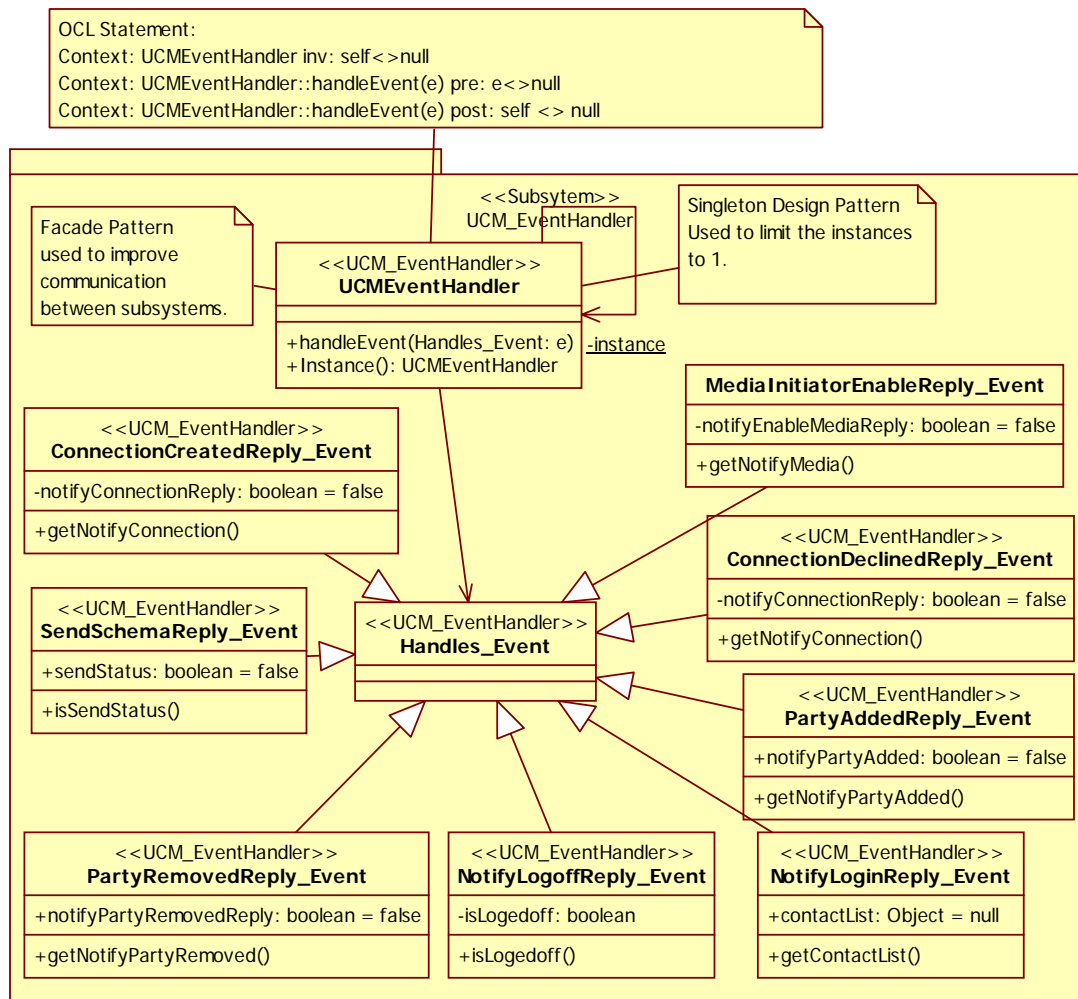 OCL Statement:
Context: UCMEventHandler inv: self<>null
Context: UCMEventHandler::handleEvent(e) pre: e<>null
Context: UCMEventHandler::handleEvent(e) post: self <> null
<<Subsytem>>
UCM_EventHandler
Facade Pattern
used to improve
communication
between subsystems.
Singleton Design Pattern
Used to limit the instances
to 1.
<<UCM_EventHandler>>
UCMEventHandler
+handleEvent(Handles_Event: e)
+Instance(): UCMEventHandler
-instance
MediaInitiatorEnableReply_Event
-notifyEnableMediaReply: boolean = false
+getNotifyMedia()
<<UCM_EventHandler>>
ConnectionCreatedReply_Event
-notifyConnectionReply: boolean = false
+getNotifyConnection()
<<UCM_EventHandler>>
ConnectionDeclinedReply_Event
-notifyConnectionReply: boolean = false
+getNotifyConnection()
<<UCM_EventHandler>>
SendSchemaReply_Event
+sendStatus: boolean = false
+isSendStatus()
<<UCM_EventHandler>>
Handles_Event
<<UCM_EventHandler>>
PartyAddedReply_Event
+notifyPartyAdded: boolean = false
+getNotifyPartyAdded()
<<UCM_EventHandler>>
PartyRemovedReply_Event
+notifyPartyRemovedReply: boolean = false
+getNotifyPartyRemoved()
<<UCM_EventHandler>>
NotifyLogoffReply_Event
-isLogedoff: boolean
+isLogedoff()
<<UCM_EventHandler>>
NotifyLoginReply_Event
+contactList: Object = null
+getContactList()